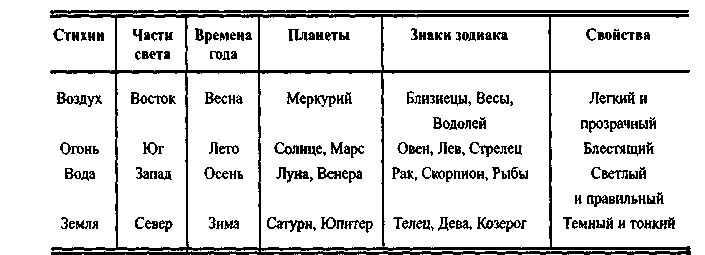 Стихии Части Времена Планеты Знаки зодиака Свойства
света года
Воздух Восток Весна Меркурий Близнецы, Весы, Легкий и
Водолей прозрачный
Огонь Юг Лето Солнце, Марс Овен, Лев, Стрелец Блестящий
Вода Запад Осень Луна, Венера Рак, Скорпион, Рыбы Светлый
и правильный
Земля Север Зима Сатурн, Юпитер Телец, Дева, Козерог Темный и тонкий